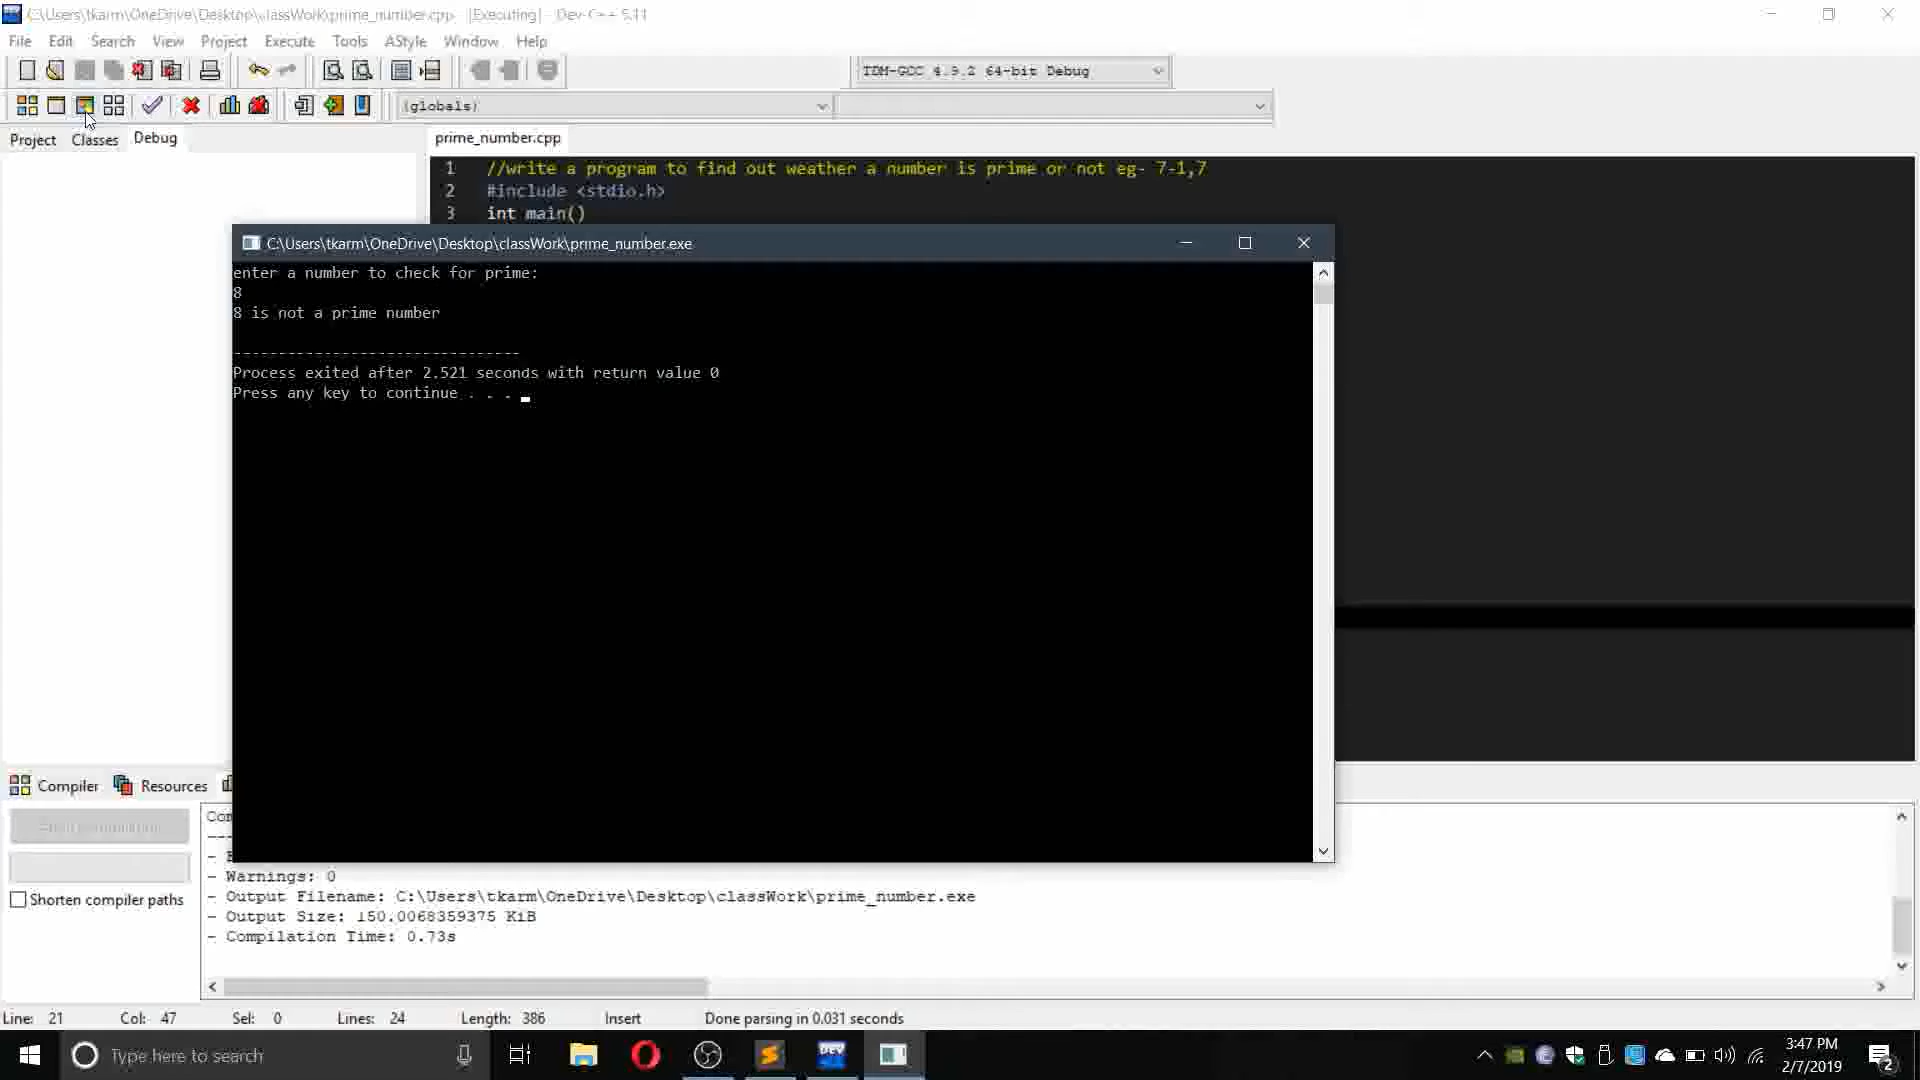 C:\Users\tkarm\OneDrive\Desktop\classWork\prime_number.cpp - [Executing] - Dev-C++ 5.11
File Edit Search View Project Execute Tools AStyle Window Help
TDM-GCC 4.9.2 64-bit Debug
(globals)
Project Classes Debug
prime_number.cpp
1 //write a program to find out weather a number is prime or not eg- 7-1,7
2 #include <stdio.h>
3 int main()
C:\Users\tkarm\OneDrive\Desktop\classWork\prime_number.exe
enter a number to check for prime:
8
8 is not a prime number
--------------------------------
Process exited after 2.521 seconds with return value 0
Press any key to continue . . .
Compiler Resources
- Warnings: 0
Shorten compiler paths
- Output Filename: C:\Users\tkarm\OneDrive\Desktop\classWork\prime_number.exe
- Output Size: 150.0068359375 KiB
- Compilation Time: 0.73s
Line: 21 Col: 47 Sel: 0 Lines: 24 Length: 386 Insert Done parsing in 0.031 seconds
Type here to search
DEV
3:47 PM
2/7/2019
2